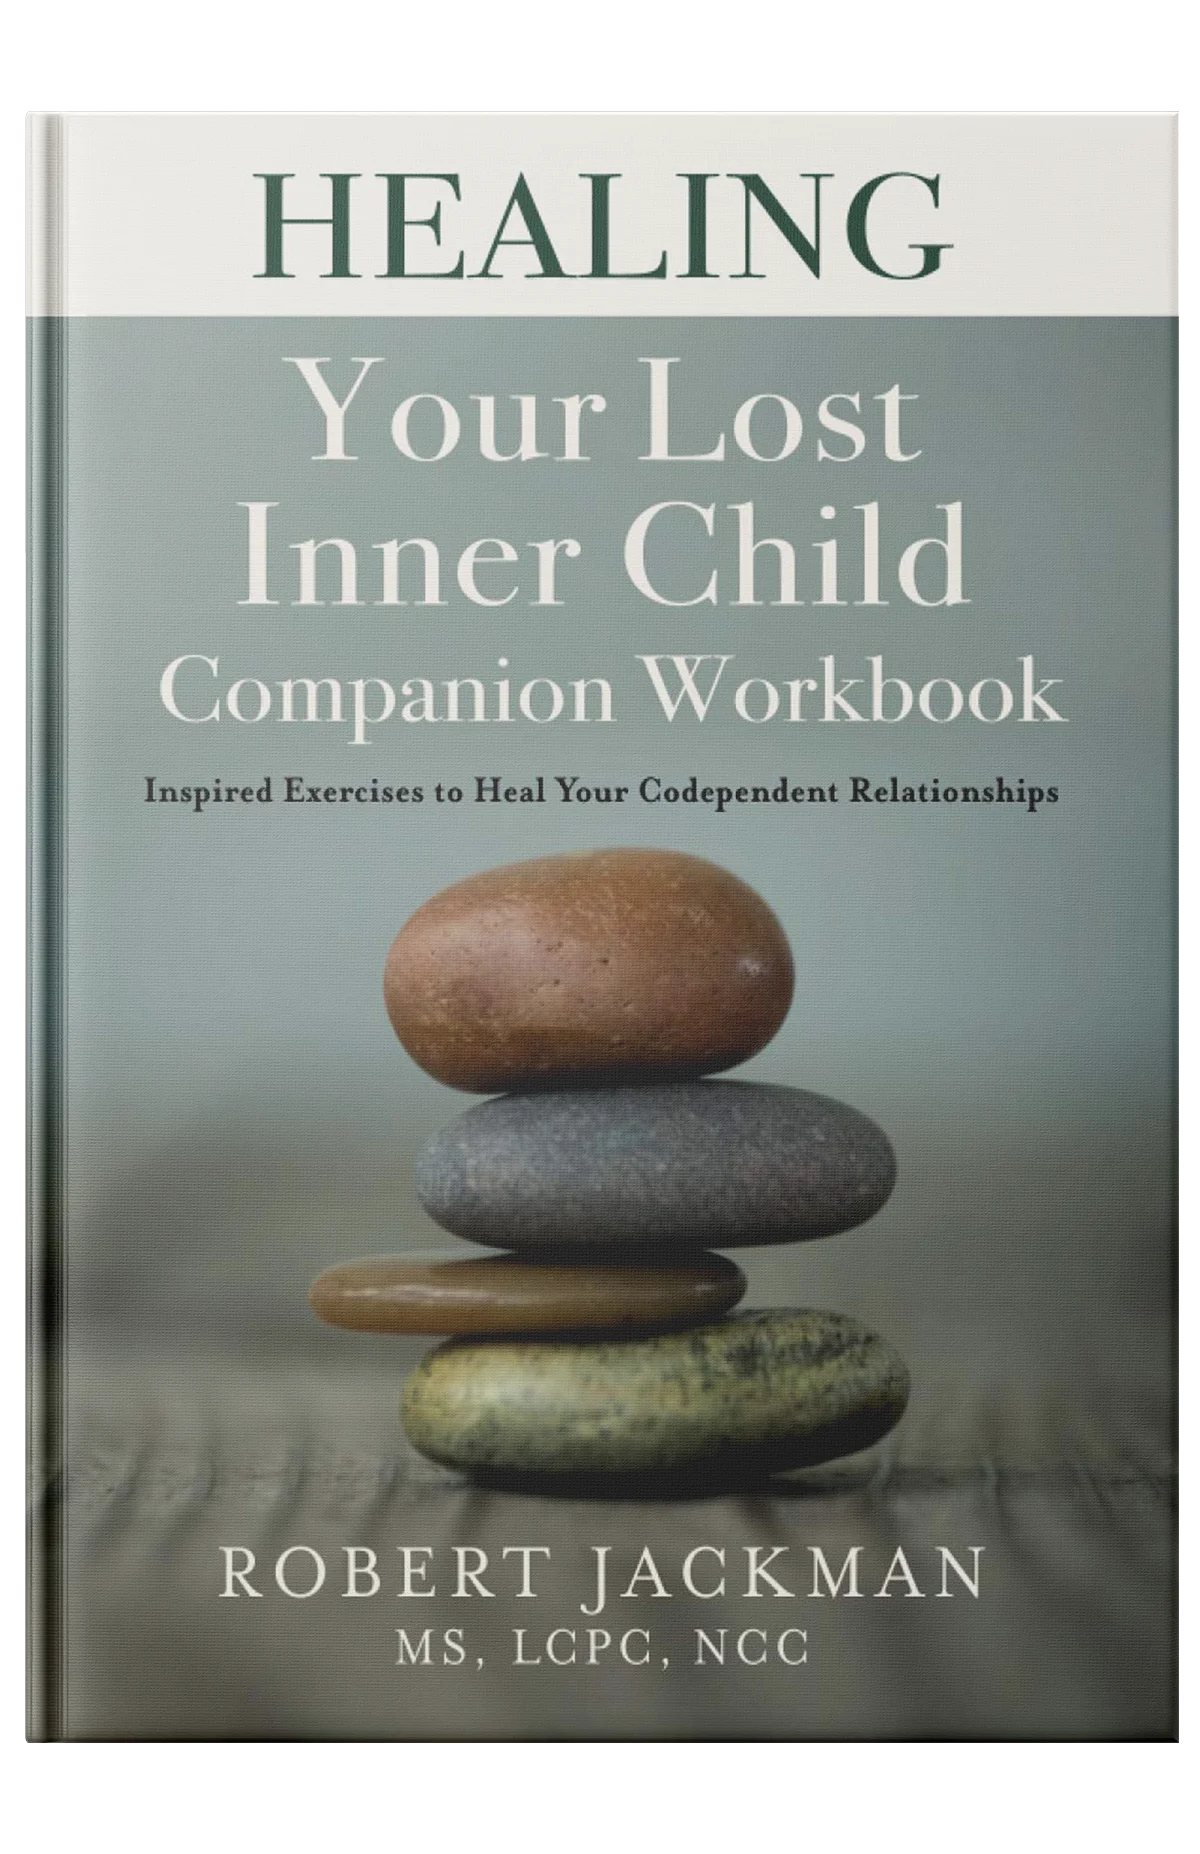 HEALING
Your Lost
Inner Child
Companion Workbook
Inspired Exercises to Heal Your Codependent Relationships
ROBERT JACKMAN
MS, LCPC, NCC